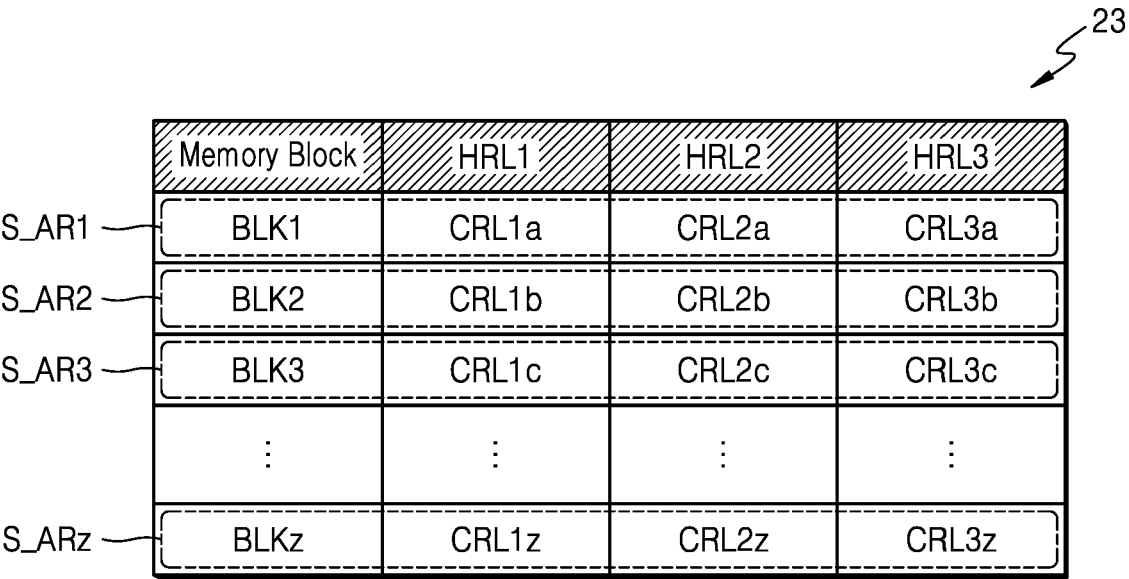 23
Memory Block HRL1 HRL2 HRL3
S_AR1 BLK1 CRL1a CRL2a CRL3a
S_AR2 BLK2 CRL1b CRL2b CRL3b
S_AR3 BLK3 CRL1c CRL2c CRL3c
⋮ ⋮ ⋮ ⋮
S_ARz BLKz CRL1z CRL2z CRL3z